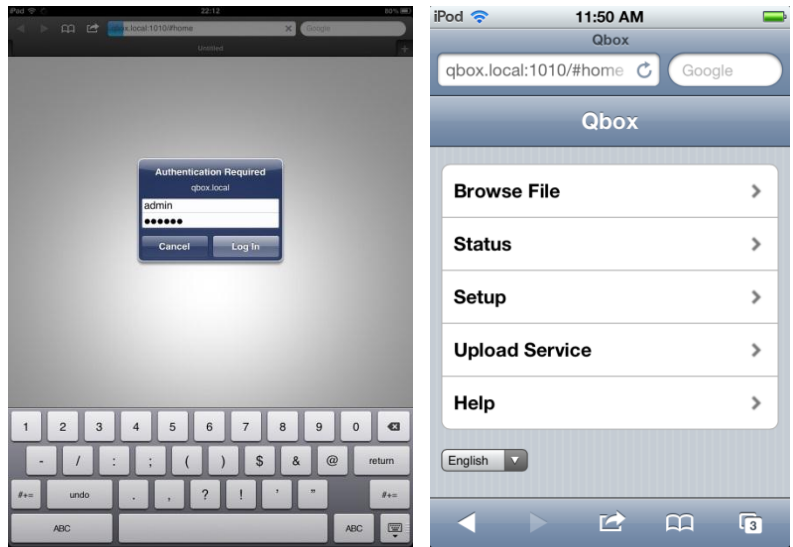 iPad
22:12
80%
qbox.local:1010/#home
Google
Untitled
Authentication Required
qbox.local
admin
••••••
Cancel
Log In
1 2 3 4 5 6 7 8 9 0
- / : ; ( ) $ & @ return
#+= undo . , ? ! ' " #+=
ABC ABC
iPod
11:50 AM
Qbox
qbox.local:1010/#home
Google
Qbox
Browse File
Status
Setup
Upload Service
Help
English
3